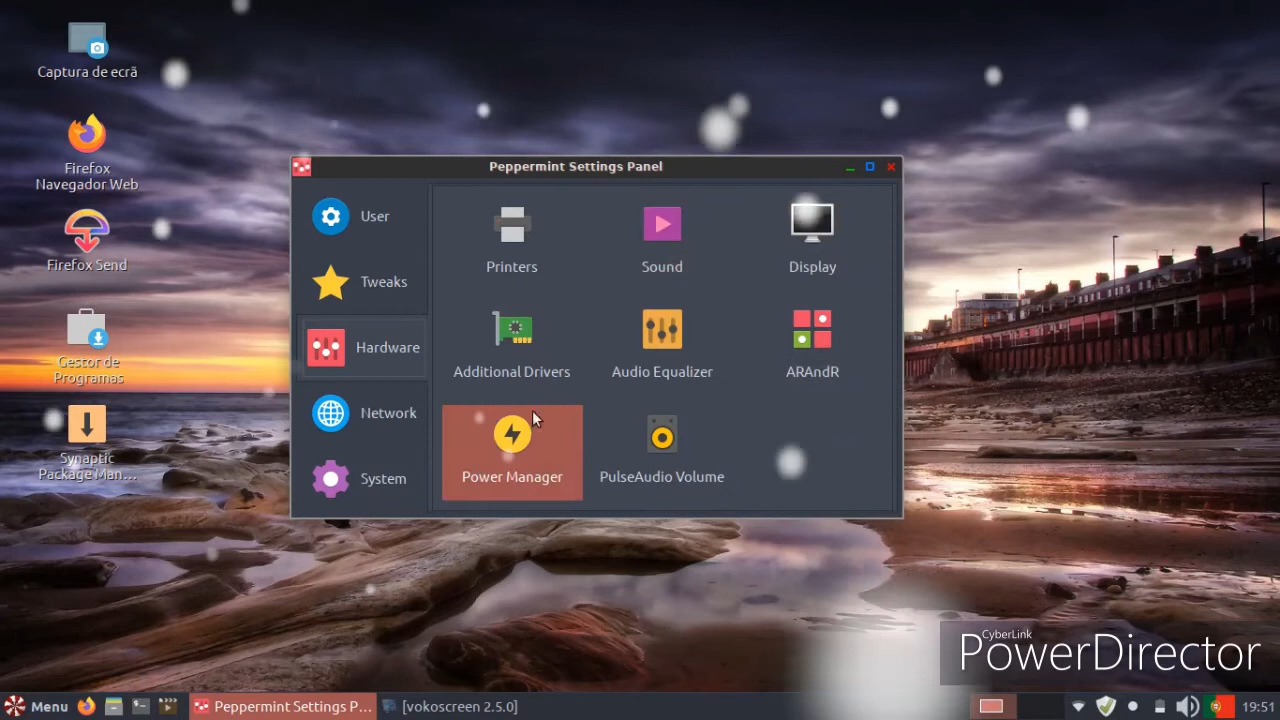 Captura de ecrã
Firefox
Navegador Web
Firefox Send
Gestor de
Programas
Synaptic
Package Man...
Peppermint Settings Panel
User
Tweaks
Hardware
Network
System
Printers
Sound
Display
Additional Drivers
Audio Equalizer
ARAndR
Power Manager
PulseAudio Volume
CyberLink
PowerDirector
Menu
Peppermint Settings P...
[vokoscreen 2.5.0]
19:51